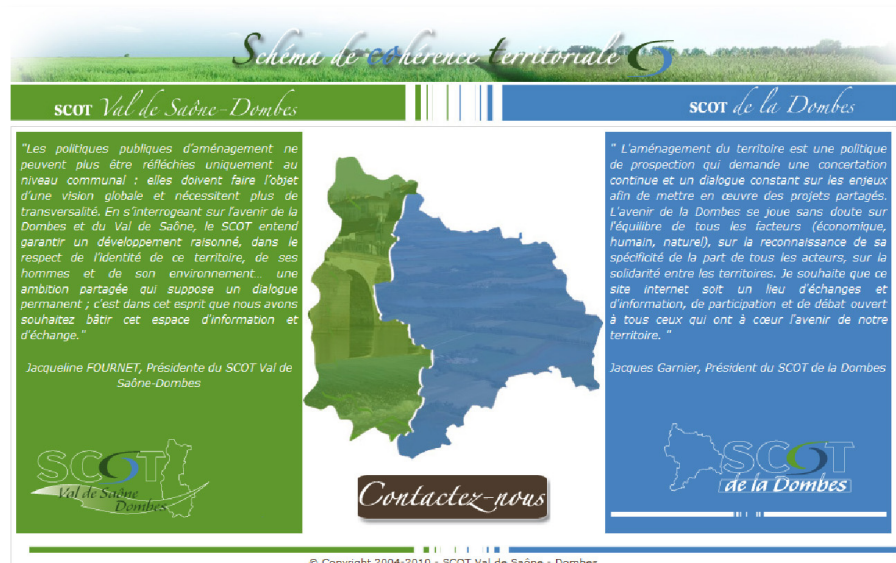 Schéma de cohérence territoriale
SCOT Val de Saône-Dombes
SCOT de la Dombes
"Les politiques publiques d'aménagement ne
peuvent plus être réfléchies uniquement au
niveau communal : elles doivent faire l'objet
d'une vision globale et nécessitent plus de
transversalité. En s'interrogeant sur l'avenir de la
Dombes et du Val de Saône, le SCOT entend
garantir un développement raisonné, dans le
respect de l'identité de ce territoire, de ses
hommes et de son environnement... une
ambition partagée qui suppose un dialogue
permanent ; c'est dans cet esprit que nous avons
souhaitez bâtir cet espace d'information et
d'échange."
Jacqueline FOURNET, Présidente du SCOT Val de
Saône-Dombes
SCOT
Val de Saône
Dombes
Contactez-nous
" L'aménagement du territoire est une politique
de prospection qui demande une concertation
continue et un dialogue constant sur les enjeux
afin de mettre en œuvre des projets partagés.
L'avenir de la Dombes se joue sans doute sur
l'équilibre de tous les facteurs (économique,
humain, naturel), sur la reconnaissance de sa
spécificité de la part de tous les acteurs, sur la
solidarité entre les territoires. Je souhaite que ce
site Internet soit un lieu d'échanges et
d'information, de participation et de débat ouvert
à tous ceux qui ont à cœur l'avenir de notre
territoire. "
Jacques Garnier, Président du SCOT de la Dombes
SCOT
de la Dombes
© Copyright 2004-2010 - SCOT Val de Saône - Dombes